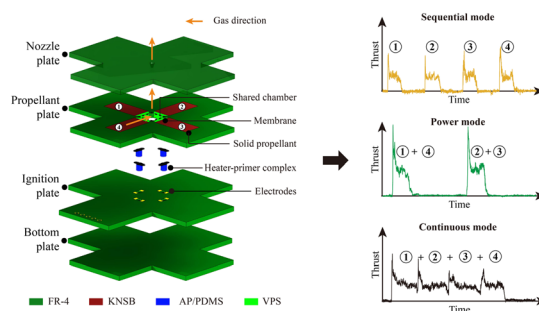 Gas direction
Nozzle
plate
Propellant
plate
Shared chamber
Membrane
① ② ④ ③
Solid propellant
Heater-primer complex
Ignition
plate
Electrodes
Bottom
plate
FR-4 KNSB AP/PDMS VPS
Sequential mode
Thrust
① ② ③ ④
Time
Power mode
Thrust
① + ④ ② + ③
Time
Continuous mode
Thrust
① + ② + ③ + ④
Time